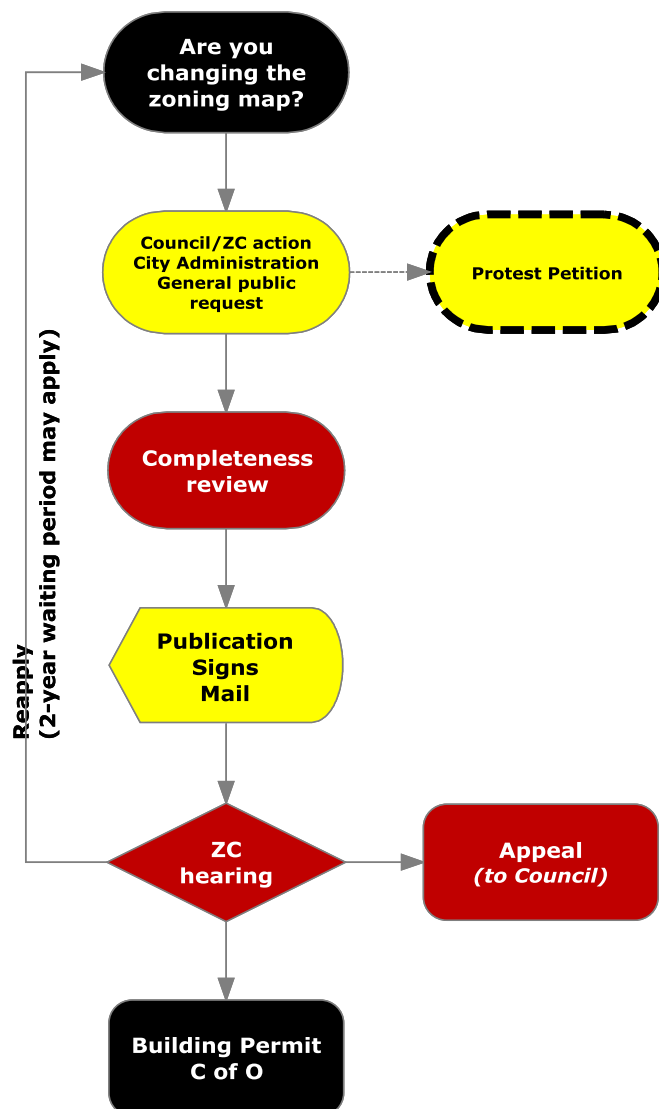 Are you
changing the
zoning map?
Council/ZC action
City Administration
General public
request
Protest Petition
Completeness
review
Reapply
(2-year waiting period may apply)
Publication
Signs
Mail
ZC
hearing
Appeal
(to Council)
Building Permit
C of O